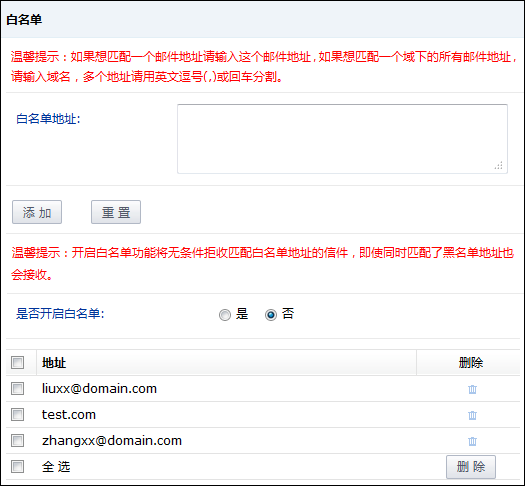 白名单
温馨提示：如果想匹配一个邮件地址请输入这个邮件地址,如果想匹配一个域下的所有邮件地址,
请输入域名，多个地址请用英文逗号(,)或回车分割。
白名单地址:
添 加 重 置
温馨提示：开启白名单功能将无条件拒收匹配白名单地址的信件，即使同时匹配了黑名单地址也
会接收。
是否开启白名单: 是 否
地址 删除
liuxx@domain.com
test.com
zhangxx@domain.com
全 选 删 除